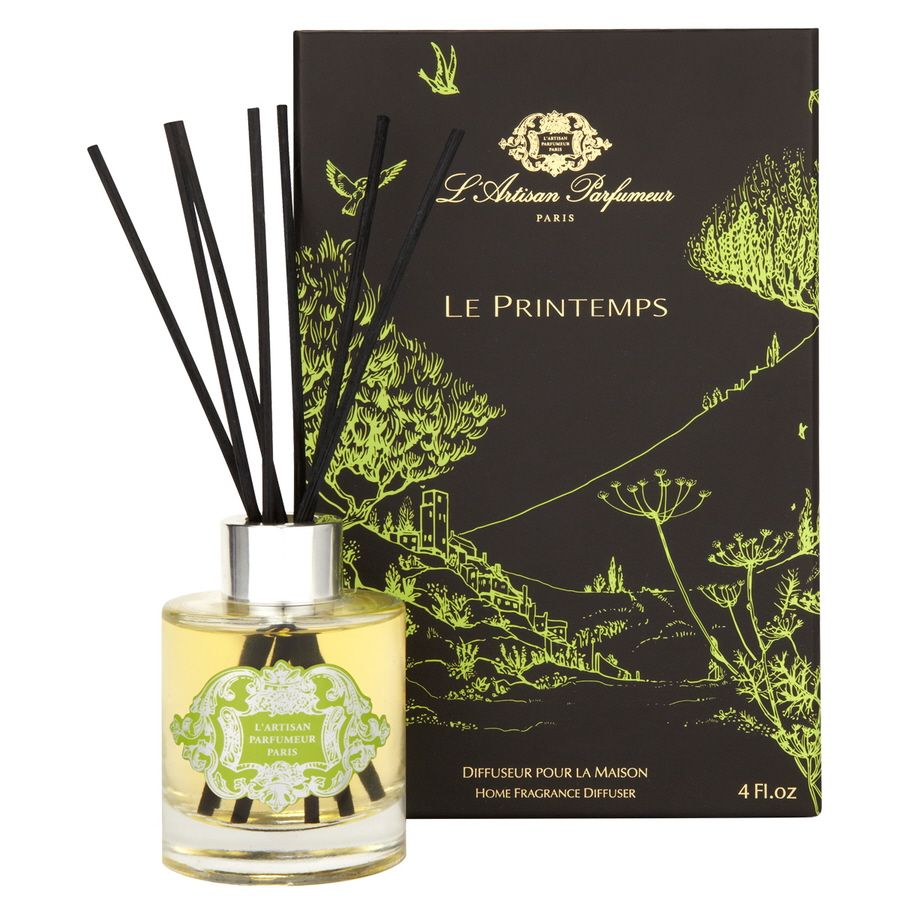 L'ARTISAN
PARFUMEUR
PARIS
L'Artisan Parfumeur
PARIS
LE PRINTEMPS
L'ARTISAN
PARFUMEUR
PARIS
DIFFUSEUR POUR LA MAISON
HOME FRAGRANCE DIFFUSER
4 Fl.oz